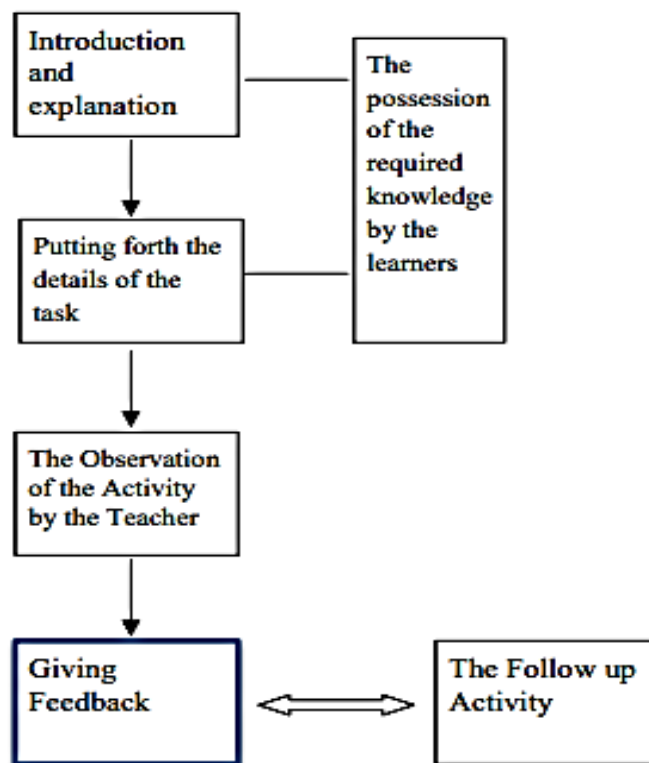 Introduction
and
explanation
The
possession
of the
required
knowledge
by the
learners
Putting forth the
details of the
task
The Observation
of the Activity
by the Teacher
Giving
Feedback
The Follow up
Activity